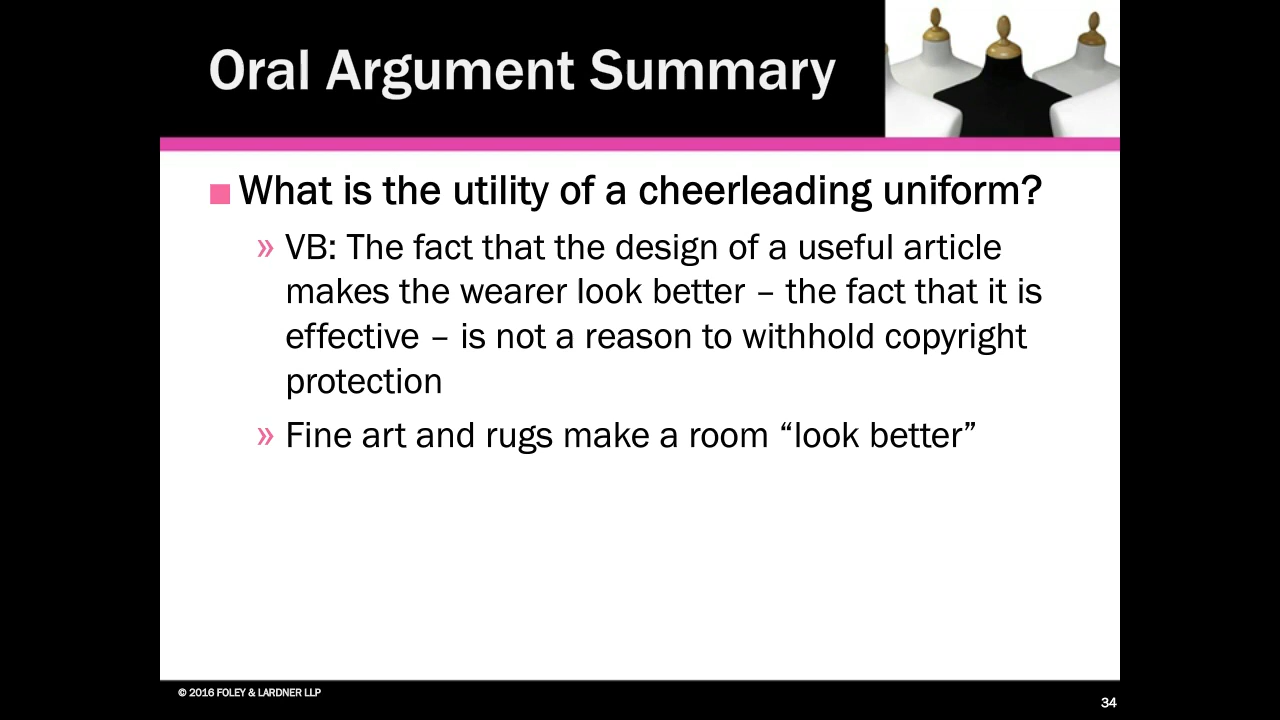 Oral Argument Summary
What is the utility of a cheerleading uniform?
» VB: The fact that the design of a useful article
makes the wearer look better – the fact that it is
effective – is not a reason to withhold copyright
protection
» Fine art and rugs make a room “look better”
© 2016 FOLEY & LARDNER LLP
34